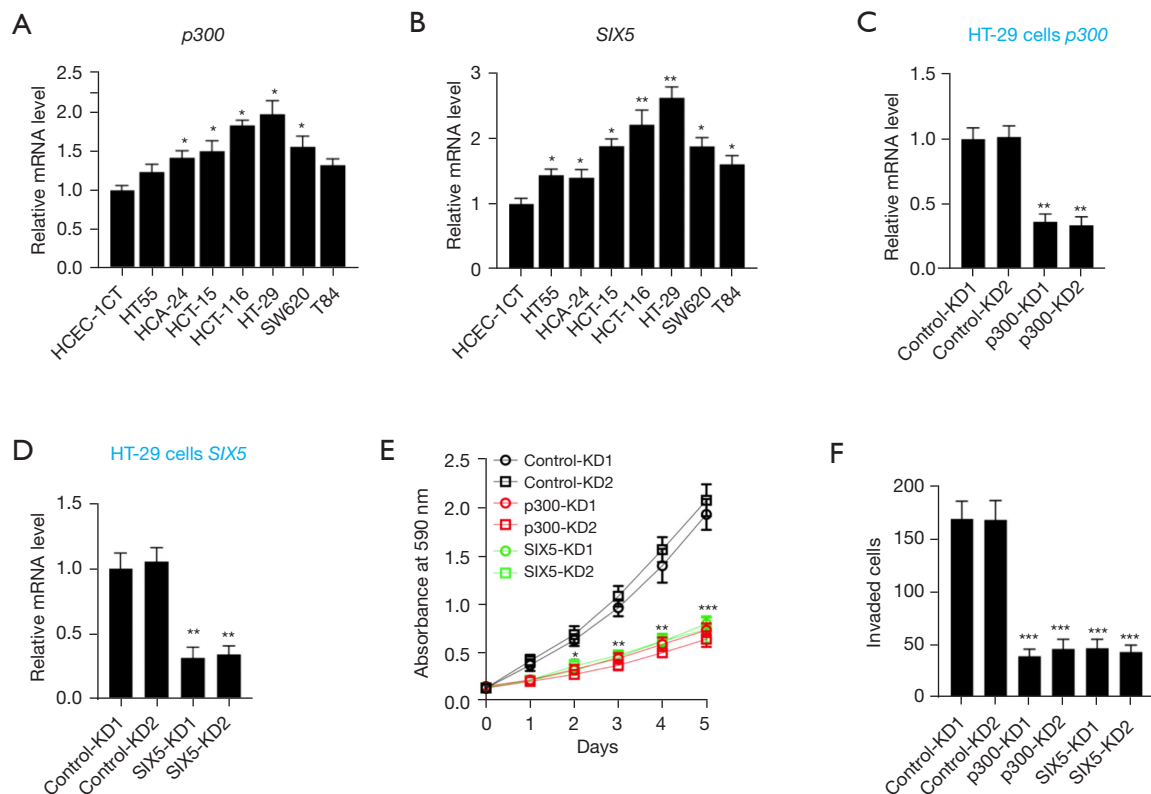 A
p300
Relative mRNA level
2.5
2.0
1.5
1.0
0.5
0.0
* * * * *
HCEC-1CT
HT55
HCA-24
HCT-15
HCT-116
HT-29
SW620
T84
B
SIX5
Relative mRNA level
3
2
1
0
* * * ** ** * *
HCEC-1CT
HT55
HCA-24
HCT-15
HCT-116
HT-29
SW620
T84
C
HT-29 cells p300
Relative mRNA level
1.5
1.0
0.5
0.0
** **
Control-KD1
Control-KD2
p300-KD1
p300-KD2
D
HT-29 cells SIX5
Relative mRNA level
1.5
1.0
0.5
0.0
** **
Control-KD1
Control-KD2
SIX5-KD1
SIX5-KD2
E
Control-KD1
Control-KD2
p300-KD1
p300-KD2
SIX5-KD1
SIX5-KD2
Absorbance at 590 nm
2.5
2.0
1.5
1.0
0.5
0.0
* ** ** ***
0 1 2 3 4 5
Days
F
Invaded cells
200
150
100
50
0
*** *** *** ***
Control-KD1
Control-KD2
p300-KD1
p300-KD2
SIX5-KD1
SIX5-KD2